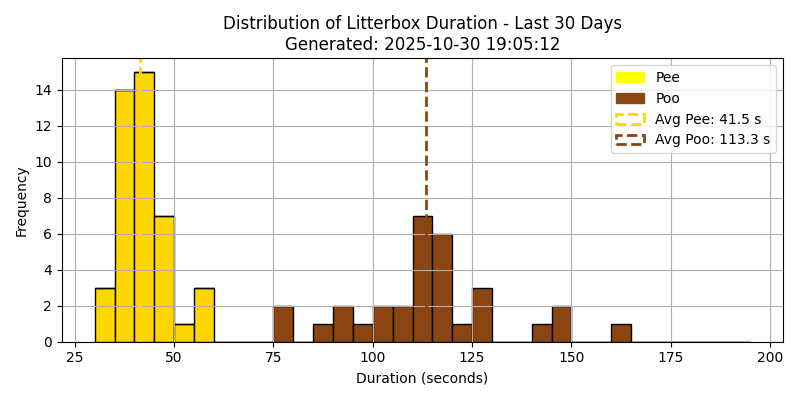 Distribution of Litterbox Duration - Last 30 Days
Generated: 2025-10-30 19:05:12
Pee
Poo
Avg Pee: 41.5 s
Avg Poo: 113.3 s
Frequency
14
12
10
8
6
4
2
0
25 50 75 100 125 150 175 200
Duration (seconds)